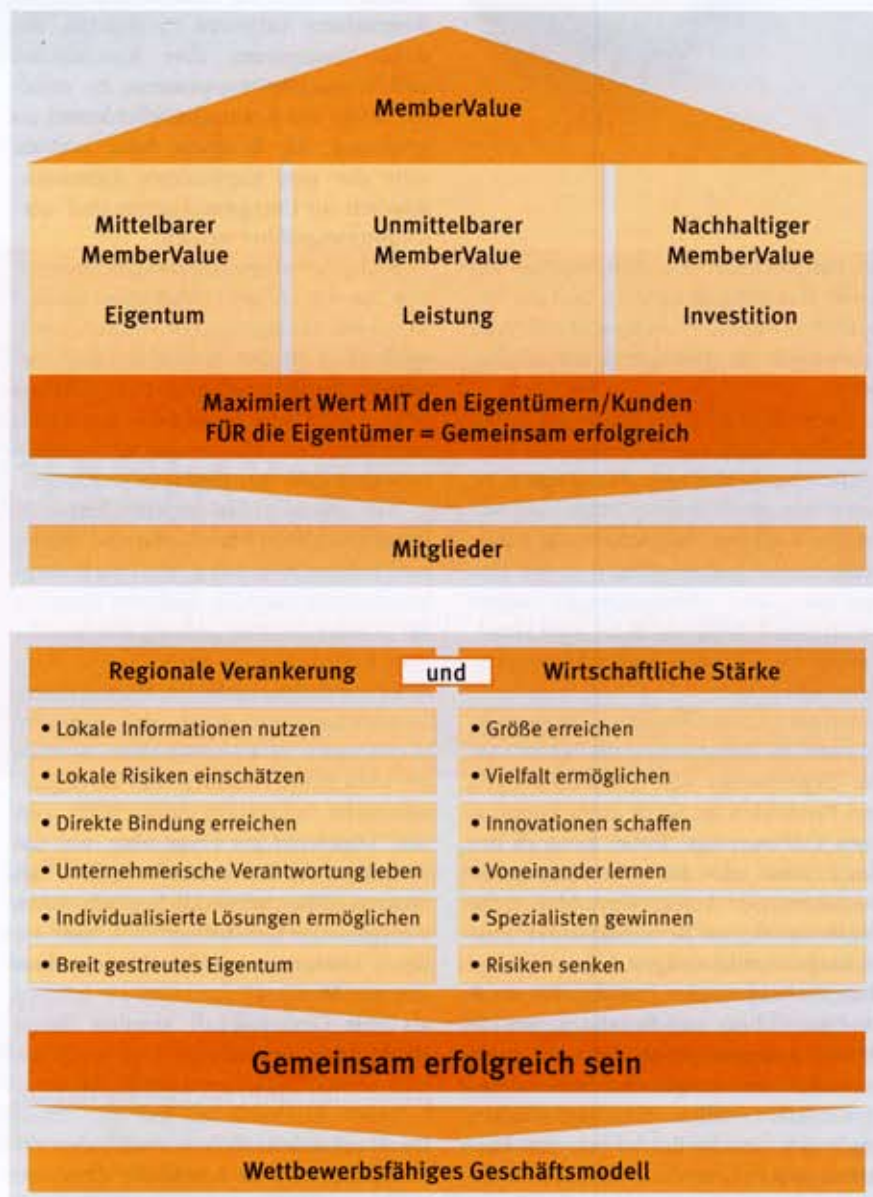 MemberValue
Mittelbarer
MemberValue
Eigentum
Unmittelbarer
MemberValue
Leistung
Nachhaltiger
MemberValue
Investition
Maximiert Wert MIT den Eigentümern/Kunden
FÜR die Eigentümer = Gemeinsam erfolgreich
Mitglieder
Regionale Verankerung und Wirtschaftliche Stärke
• Lokale Informationen nutzen
• Lokale Risiken einschätzen
• Direkte Bindung erreichen
• Unternehmerische Verantwortung leben
• Individualisierte Lösungen ermöglichen
• Breit gestreutes Eigentum
• Größe erreichen
• Vielfalt ermöglichen
• Innovationen schaffen
• Voneinander lernen
• Spezialisten gewinnen
• Risiken senken
Gemeinsam erfolgreich sein
Wettbewerbsfähiges Geschäftsmodell